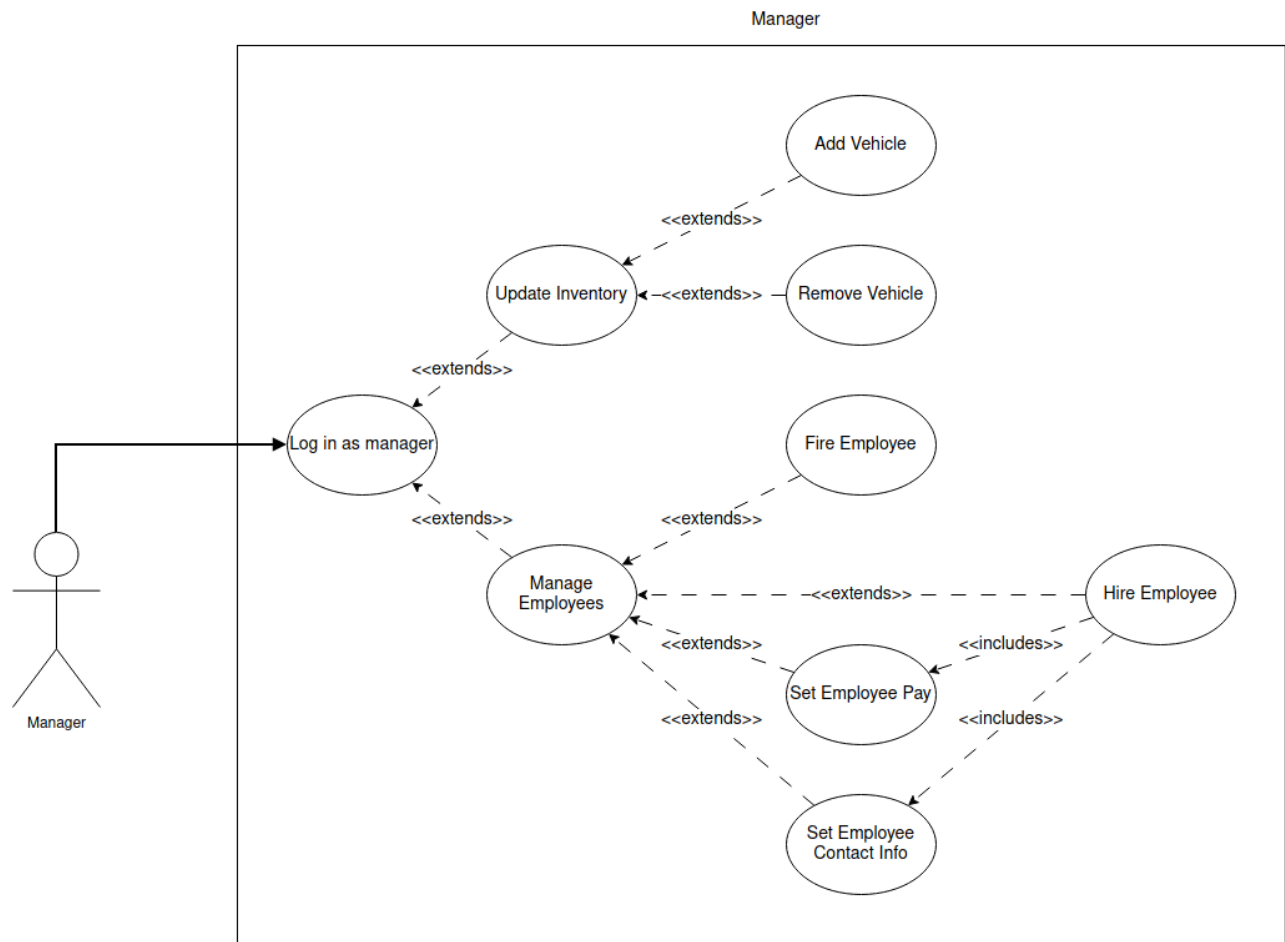 Manager
Add Vehicle
<<extends>>
Update Inventory
<<extends>>
Remove Vehicle
<<extends>>
Log in as manager
Fire Employee
<<extends>>
<<extends>>
Manage
Employees
<<extends>>
Hire Employee
<<extends>>
<<includes>>
Set Employee Pay
<<extends>>
<<includes>>
Manager
Set Employee
Contact Info